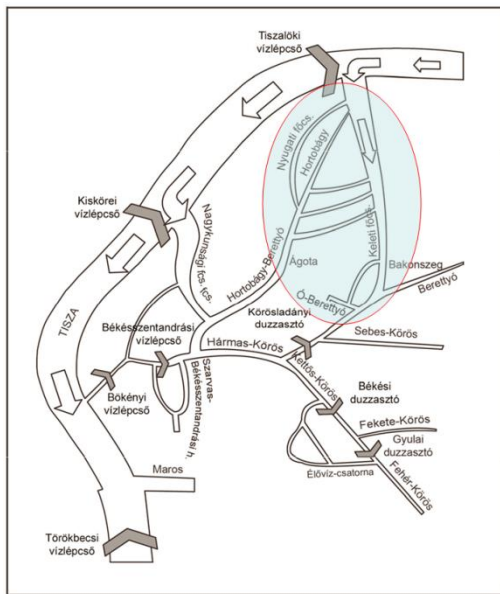 Tiszalöki
vízlépcső
Nyugati főcs.
Hortobágy
Kiskörei
vízlépcső
Nagykunsági fcs. fcs.
Keleti főcs.
Hortobágy-Berettyó
Ágota
Bakonszeg
Berettyó
Ó-Berettyó
TISZA
Békésszentandrási
vízlépcső
Körösladányi
duzzasztó
Sebes-Körös
Hármas-Körös
Kettős-Körös
Szarvas-
Békésszentandrási h.
Bökényi
vízlépcső
Békési
duzzasztó
Fekete-Körös
Gyulai
duzzasztó
Élővíz-csatorna
Fehér-Körös
Maros
Törökbecsi
vízlépcső